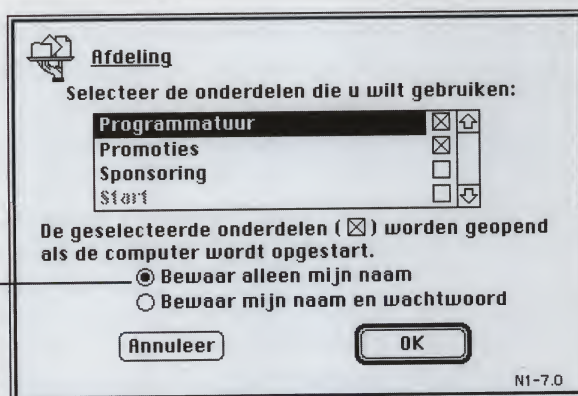 Afdeling
Selecteer de onderdelen die u wilt gebruiken:
Programmatuur
Promoties
Sponsoring
Start
De geselecteerde onderdelen ( ☒ ) worden geopend
als de computer wordt opgestart.
Bewaar alleen mijn naam
Bewaar mijn naam en wachtwoord
Annuleer
OK
N1-7.0